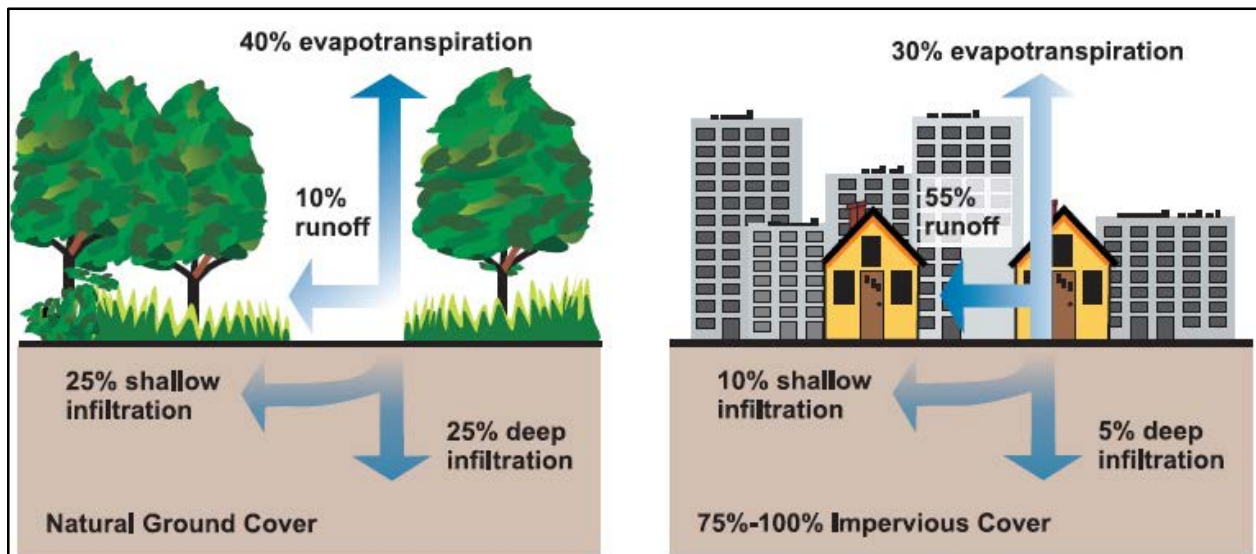 40% evapotranspiration
10%
runoff
25% shallow
infiltration
25% deep
infiltration
Natural Ground Cover
30% evapotranspiration
55%
runoff
10% shallow
infiltration
5% deep
infiltration
75%-100% Impervious Cover